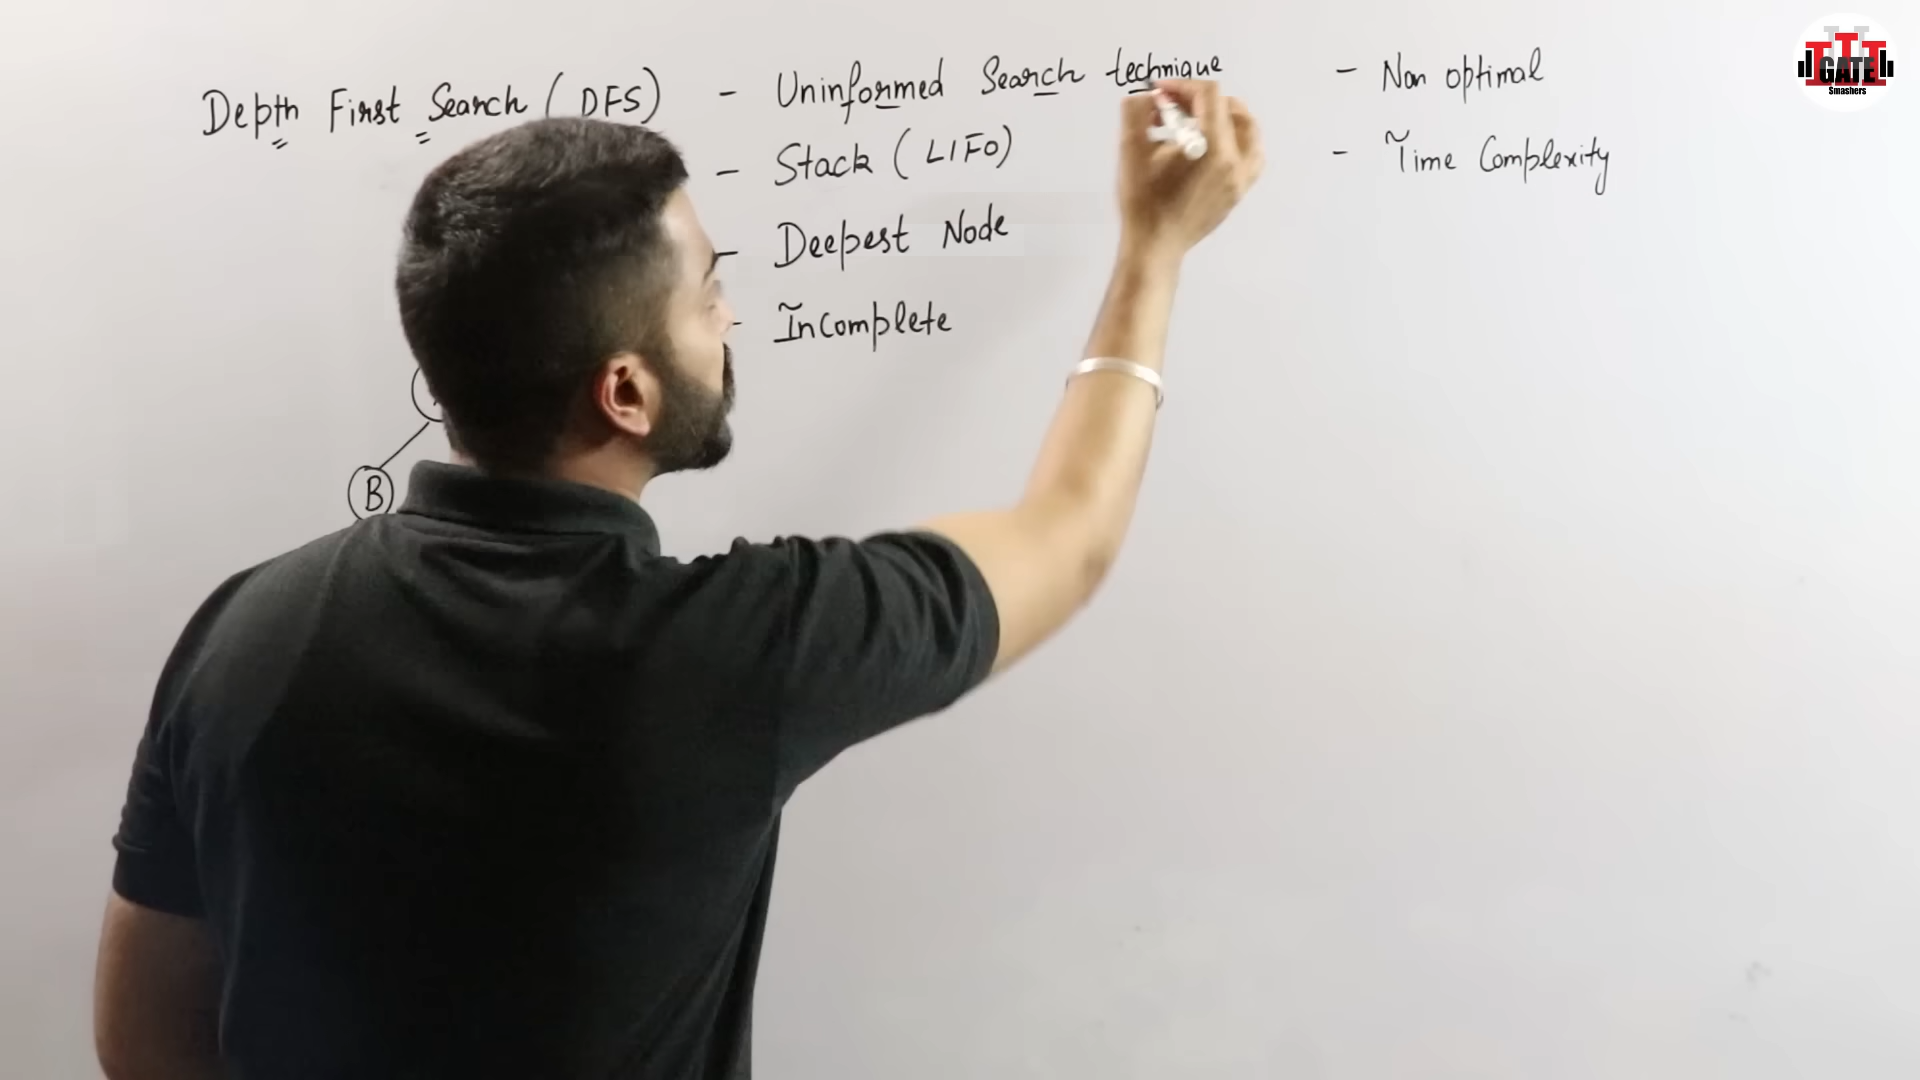 Depth First Search (DFS)
- Uninformed Search technique
- Stack (LIFO)
- Deepest Node
- Incomplete
- Non optimal
- Time Complexity
B
GATE
Smashers